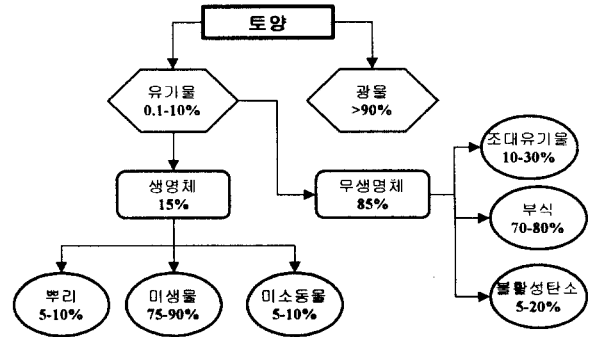 토양
유기물
0.1-10%
광물
>90%
생명체
15%
무생명체
85%
조대유기물
10-30%
부식
70-80%
불활성탄소
5-20%
뿌리
5-10%
미생물
75-90%
미소동물
5-10%